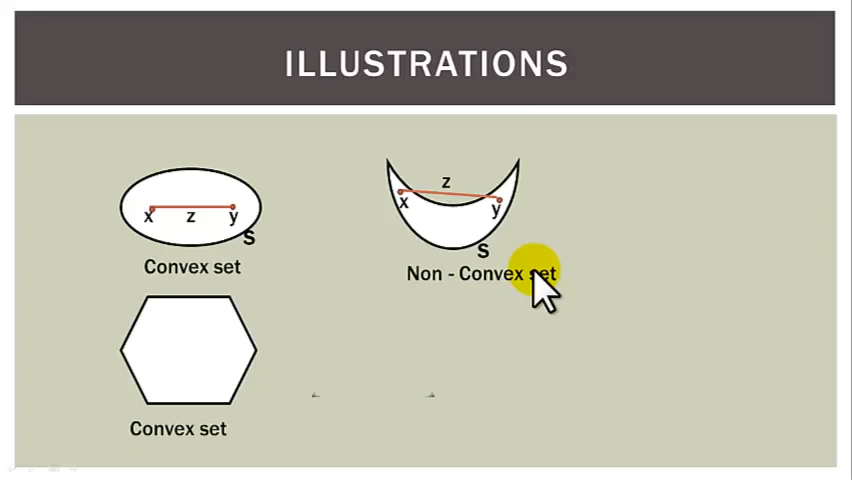 ILLUSTRATIONS
x z y
S
Convex set
z
x
y
S
Non - Convex set
Convex set